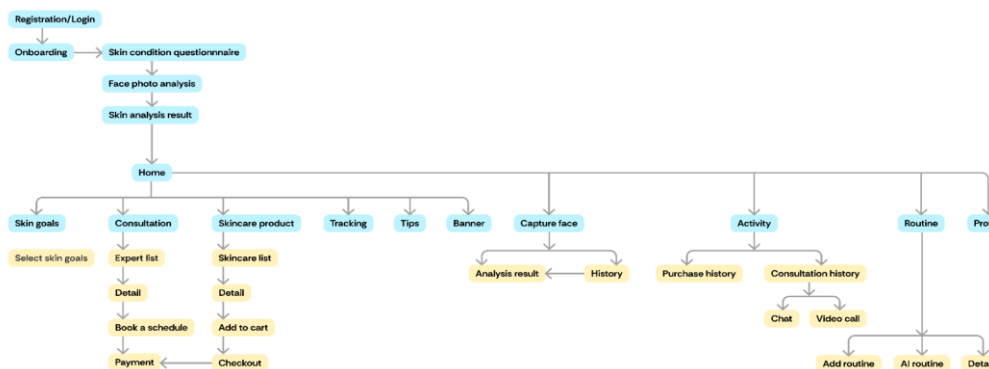 Registration/Login
Onboarding
Skin condition questionnnaire
Face photo analysis
Skin analysis result
Home
Skin goals
Consultation
Skincare product
Tracking
Tips
Banner
Capture face
Activity
Routine
Select skin goals
Expert list
Skincare list
Analysis result
History
Purchase history
Consultation history
Detail
Detail
Book a schedule
Add to cart
Chat
Video call
Payment
Checkout
Add routine
AI routine